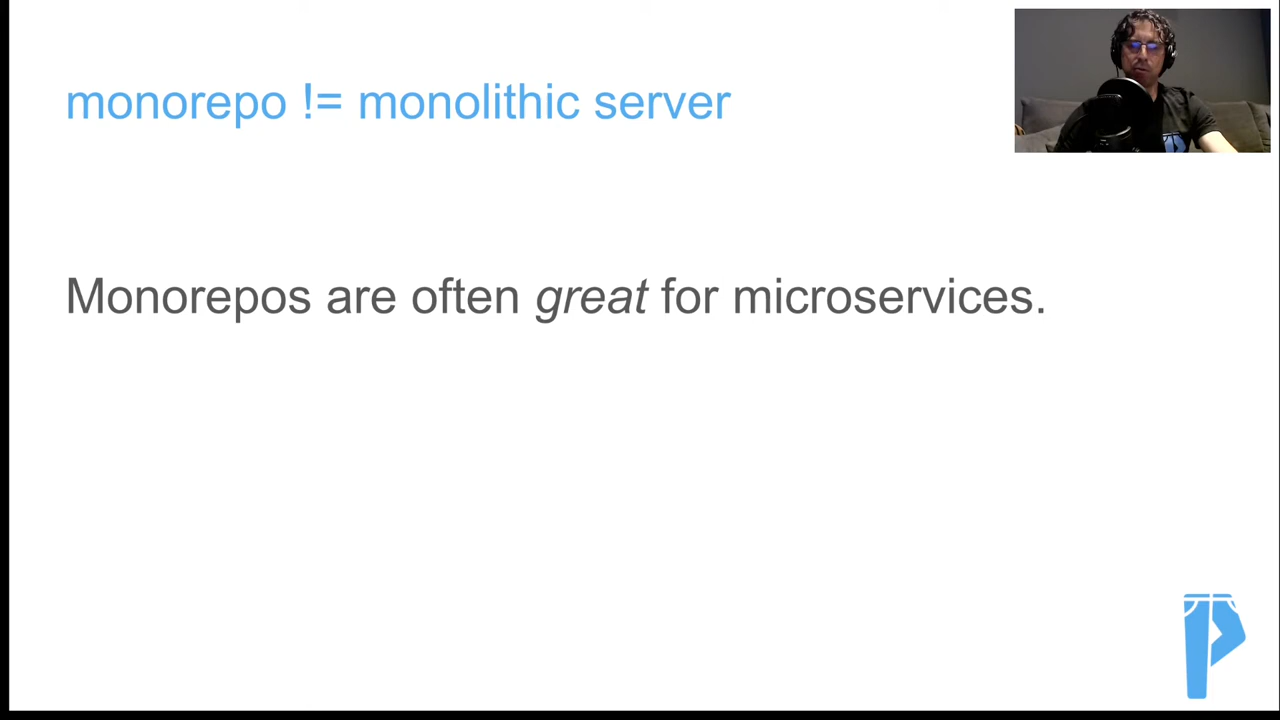 monorepo != monolithic server
Monorepos are often great for microservices.